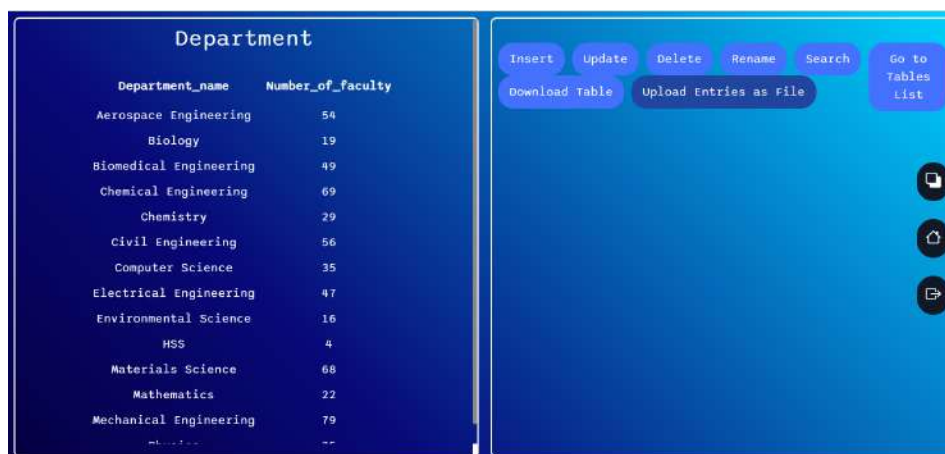 Department
Department_name Number_of_faculty
Aerospace Engineering 54
Biology 19
Biomedical Engineering 49
Chemical Engineering 69
Chemistry 29
Civil Engineering 56
Computer Science 35
Electrical Engineering 47
Environmental Science 16
HSS 4
Materials Science 68
Mathematics 22
Mechanical Engineering 79
Insert Update Delete Rename Search
Download Table Upload Entries as File
Go to
Tables
List